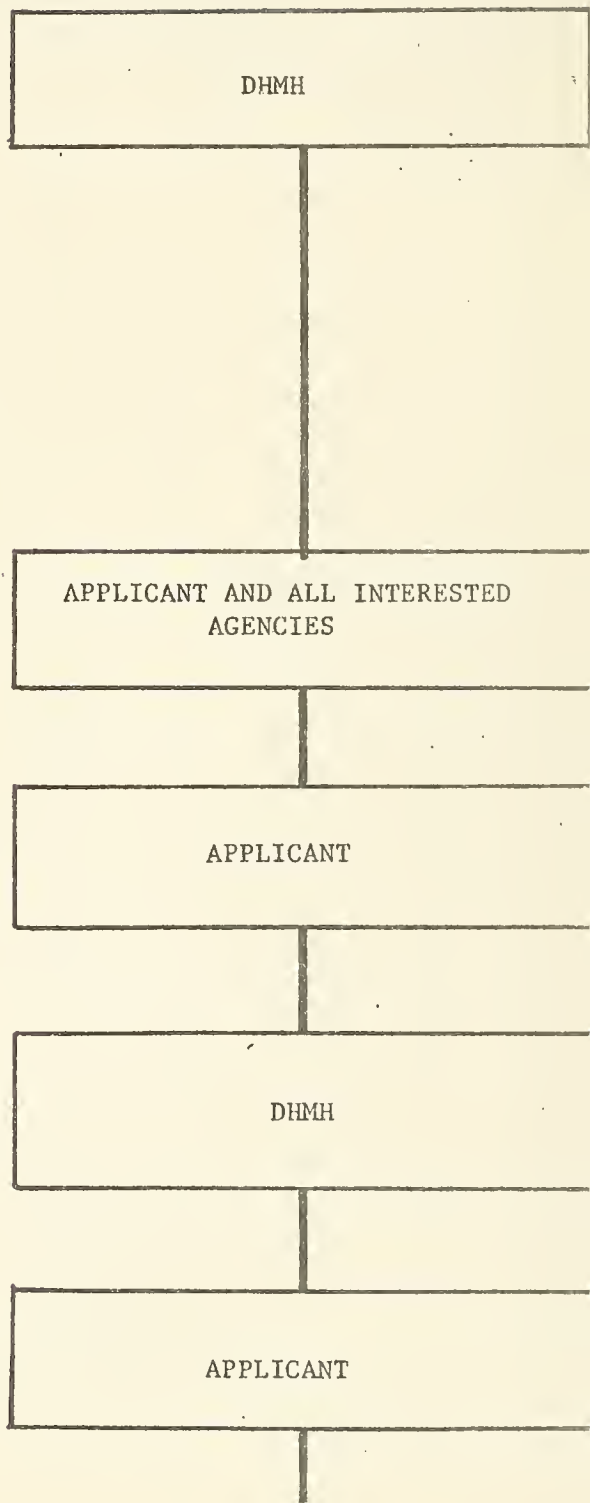 DHMH
APPLICANT AND ALL INTERESTED
AGENCIES
APPLICANT
DHMH
APPLICANT